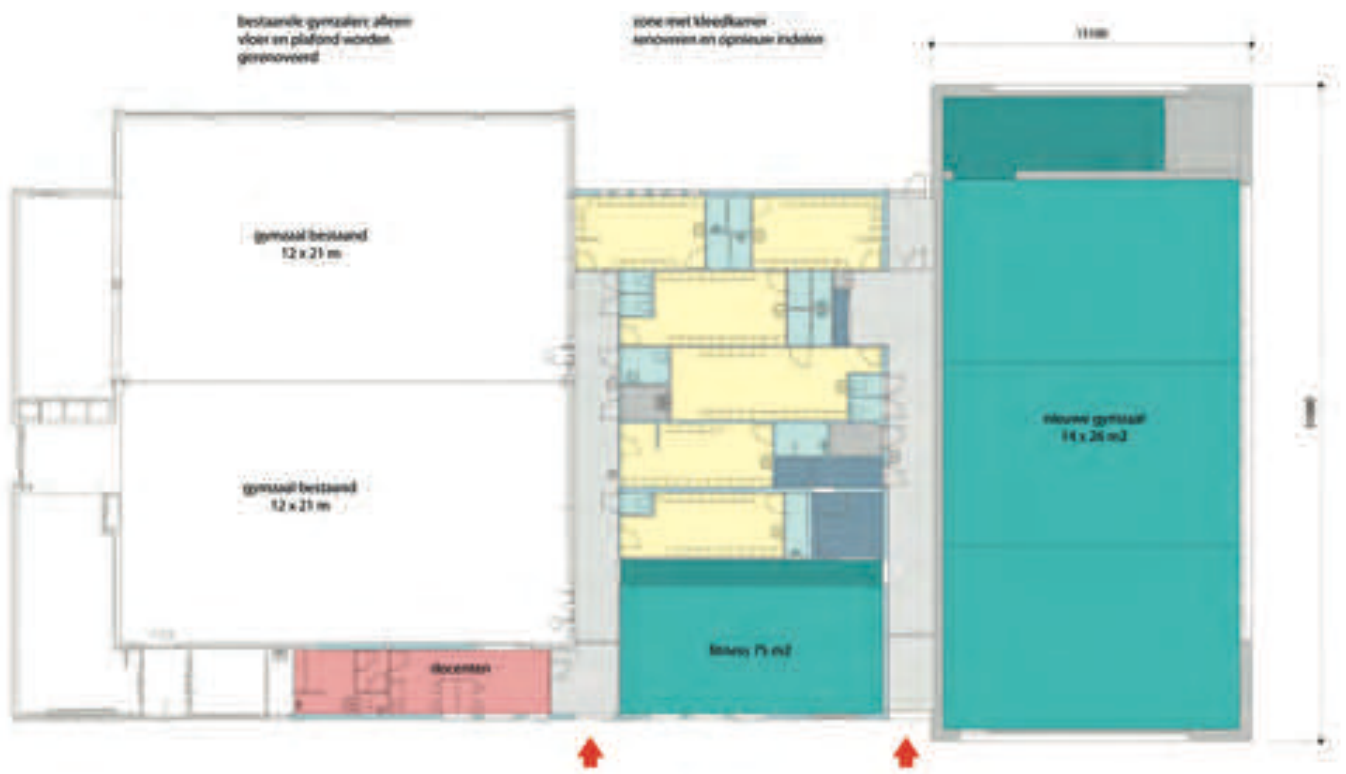 bestaande gymzalen: alleen
vloer en plafond worden
gerenoveerd
zone met kleedkamer
renoveren en opnieuw indelen
gymzaal bestaand
12 x 21 m
gymzaal bestaand
12 x 21 m
nieuwe gymzaal
14 x 26 m2
fitness 75 m2
docenten